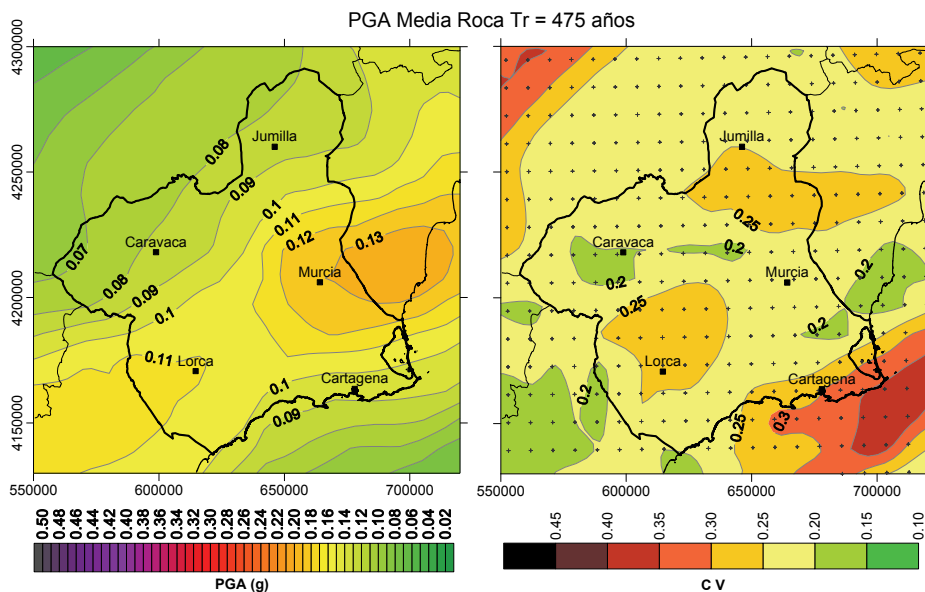 PGA Media Roca Tr = 475 años
4300000
4250000
4200000
4150000
Jumilla
0.08
0.09
0.1
0.11
0.12
0.13
0.07
Caravaca
Murcia
0.08
0.09
0.1
0.11
Lorca
0.1
Cartagena
0.09
550000 600000 650000 700000
Jumilla
0.25
Caravaca
0.2
0.2
0.2
Murcia
0.25
0.2
Lorca
0.2
Cartagena
0.25
0.3
550000 600000 650000 700000
0.50 0.48 0.46 0.44 0.42 0.40 0.38 0.36 0.34 0.32 0.30 0.28 0.26 0.24 0.22 0.20 0.18 0.16 0.14 0.12 0.10 0.08 0.06 0.04 0.02
PGA (g)
0.45 0.40 0.35 0.30 0.25 0.20 0.15 0.10
C V